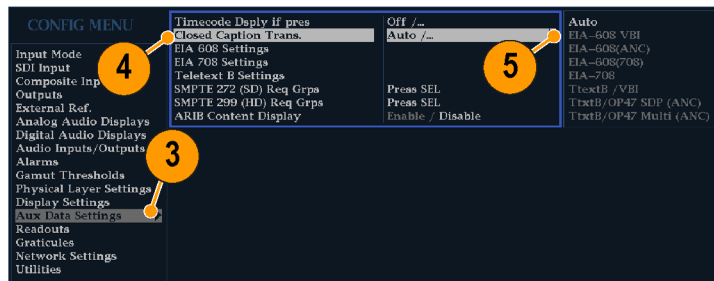 CONFIG MENU
Input Mode
SDI Input
Composite Inp
Outputs
External Ref.
Analog Audio Displays
Digital Audio Displays
Audio Inputs/Outputs
Alarms
Gamut Thresholds
Physical Layer Settings
Display Settings
Aux Data Settings
Readouts
Graticules
Network Settings
Utilities
3
4
Timecode Dsply if pres Off /...
Closed Caption Trans. Auto /...
EIA 608 Settings
EIA 708 Settings
Teletext B Settings
SMPTE 272 (SD) Req Grps Press SEL
SMPTE 299 (HD) Req Grps Press SEL
ARIB Content Display Enable / Disable
5
Auto
EIA-608 VBI
EIA-608(ANC)
EIA-608(708)
EIA-708
TtextB /VBI
TtxtB/OP47 SDP (ANC)
TtxtB/OP47 Multi (ANC)